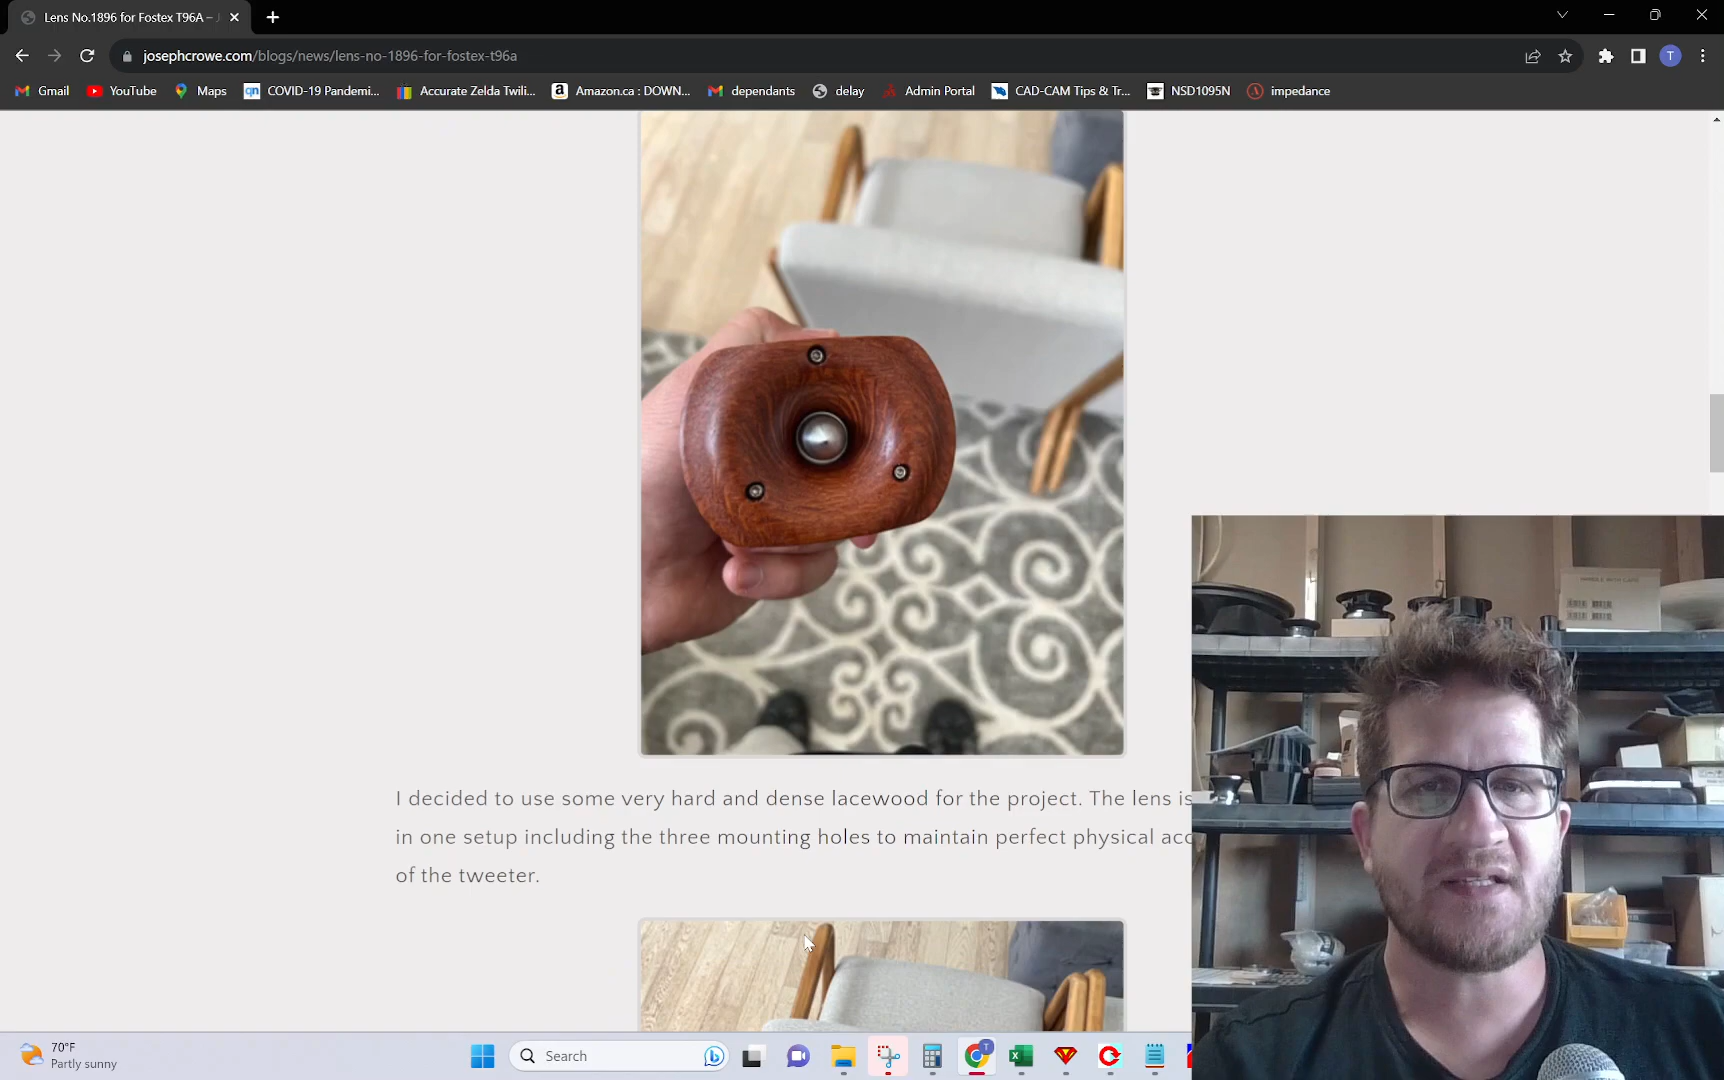 Lens No.1896 for Fostex T96A –
josephcrowe.com/blogs/news/lens-no-1896-for-fostex-t96a
T
Gmail YouTube Maps COVID-19 Pandemi... Accurate Zelda Twili... Amazon.ca : DOWN... dependants delay Admin Portal CAD-CAM Tips & Tr... NSD1095N impedance
I decided to use some very hard and dense lacewood for the project. The lens is
in one setup including the three mounting holes to maintain perfect physical acc
of the tweeter.
HANDLE WITH CARE
70°F
Partly sunny
Search
T